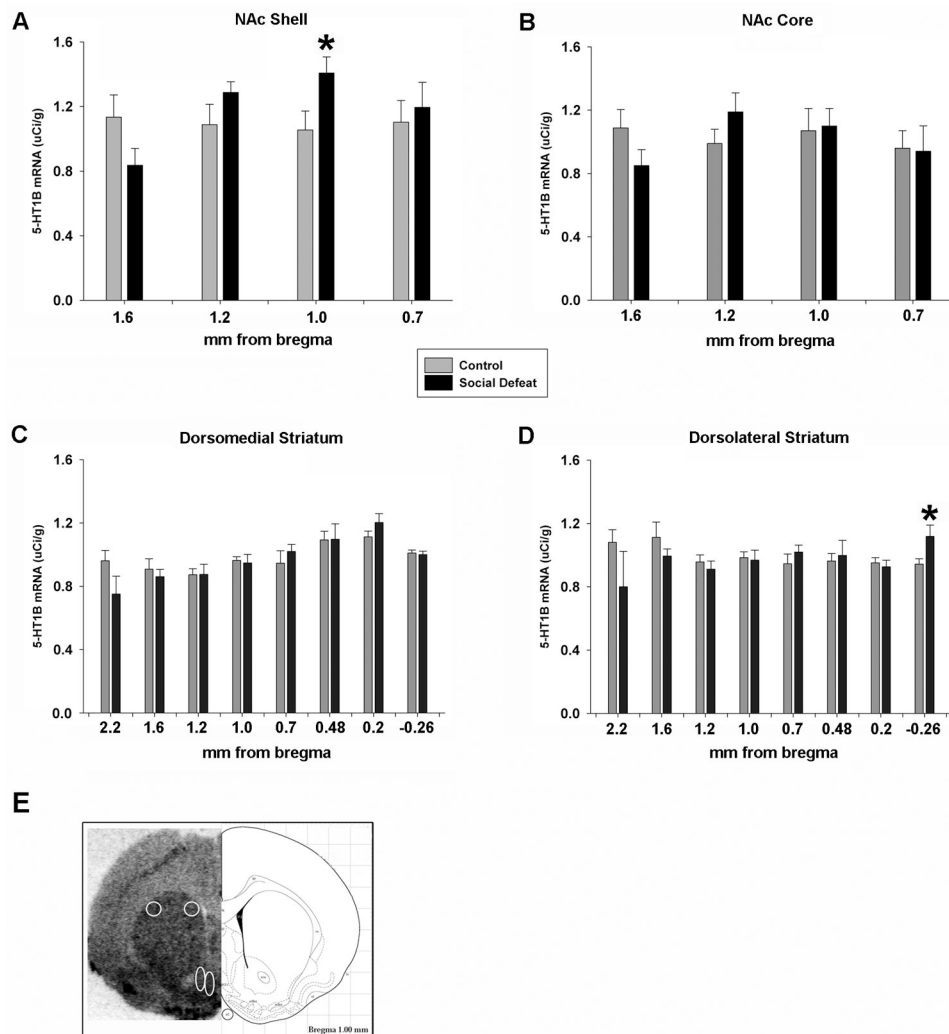 A
NAc Shell
1.6
1.2
0.8
0.4
0.0
5-HT1B mRNA (uCi/g)
*
1.6 1.2 1.0 0.7
mm from bregma
B
NAc Core
1.6
1.2
0.8
0.4
0.0
5-HT1B mRNA (uCi/g)
1.6 1.2 1.0 0.7
mm from bregma
Control
Social Defeat
C
Dorsomedial Striatum
1.6
1.2
0.8
0.4
0.0
5-HT1B mRNA (uCi/g)
2.2 1.6 1.2 1.0 0.7 0.48 0.2 -0.26
mm from bregma
D
Dorsolateral Striatum
1.6
1.2
0.8
0.4
0.0
5-HT1B mRNA (uCi/g)
*
2.2 1.6 1.2 1.0 0.7 0.48 0.2 -0.26
mm from bregma
E
Bregma 1.00 mm